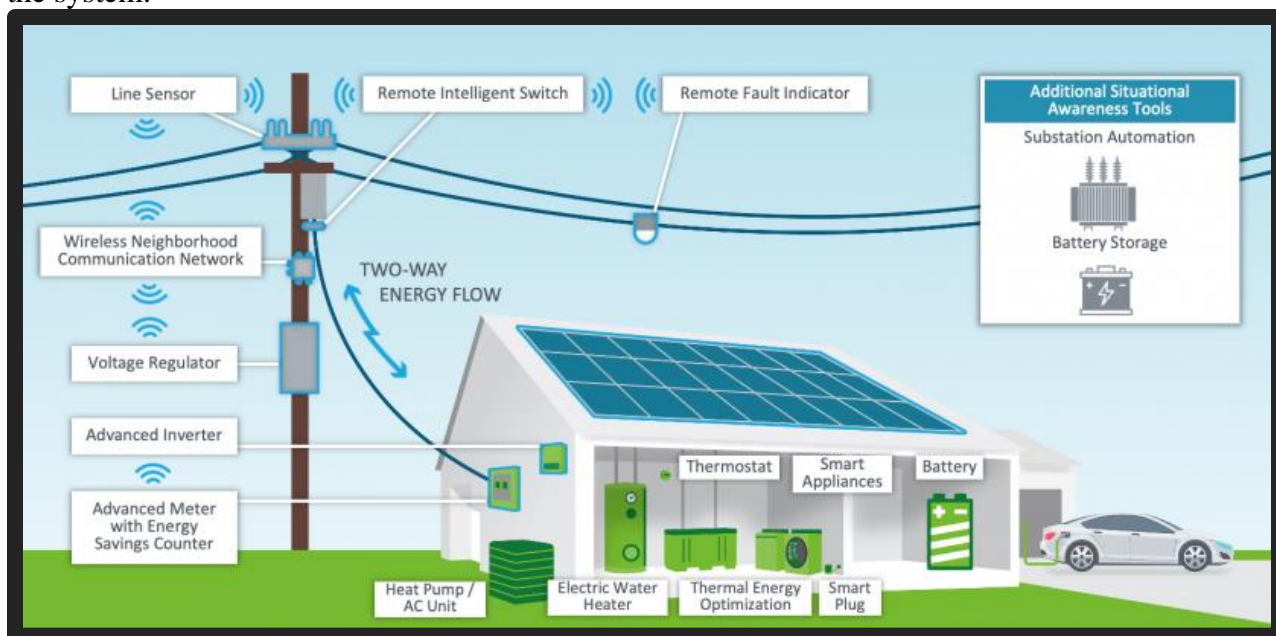 the system.
Line Sensor
Remote Intelligent Switch
Remote Fault Indicator
Additional Situational
Awareness Tools
Substation Automation
Battery Storage
Wireless Neighborhood
Communication Network
TWO-WAY
ENERGY FLOW
Voltage Regulator
Advanced Inverter
Advanced Meter
with Energy
Savings Counter
Thermostat
Smart
Appliances
Battery
Heat Pump /
AC Unit
Electric Water
Heater
Thermal Energy
Optimization
Smart
Plug